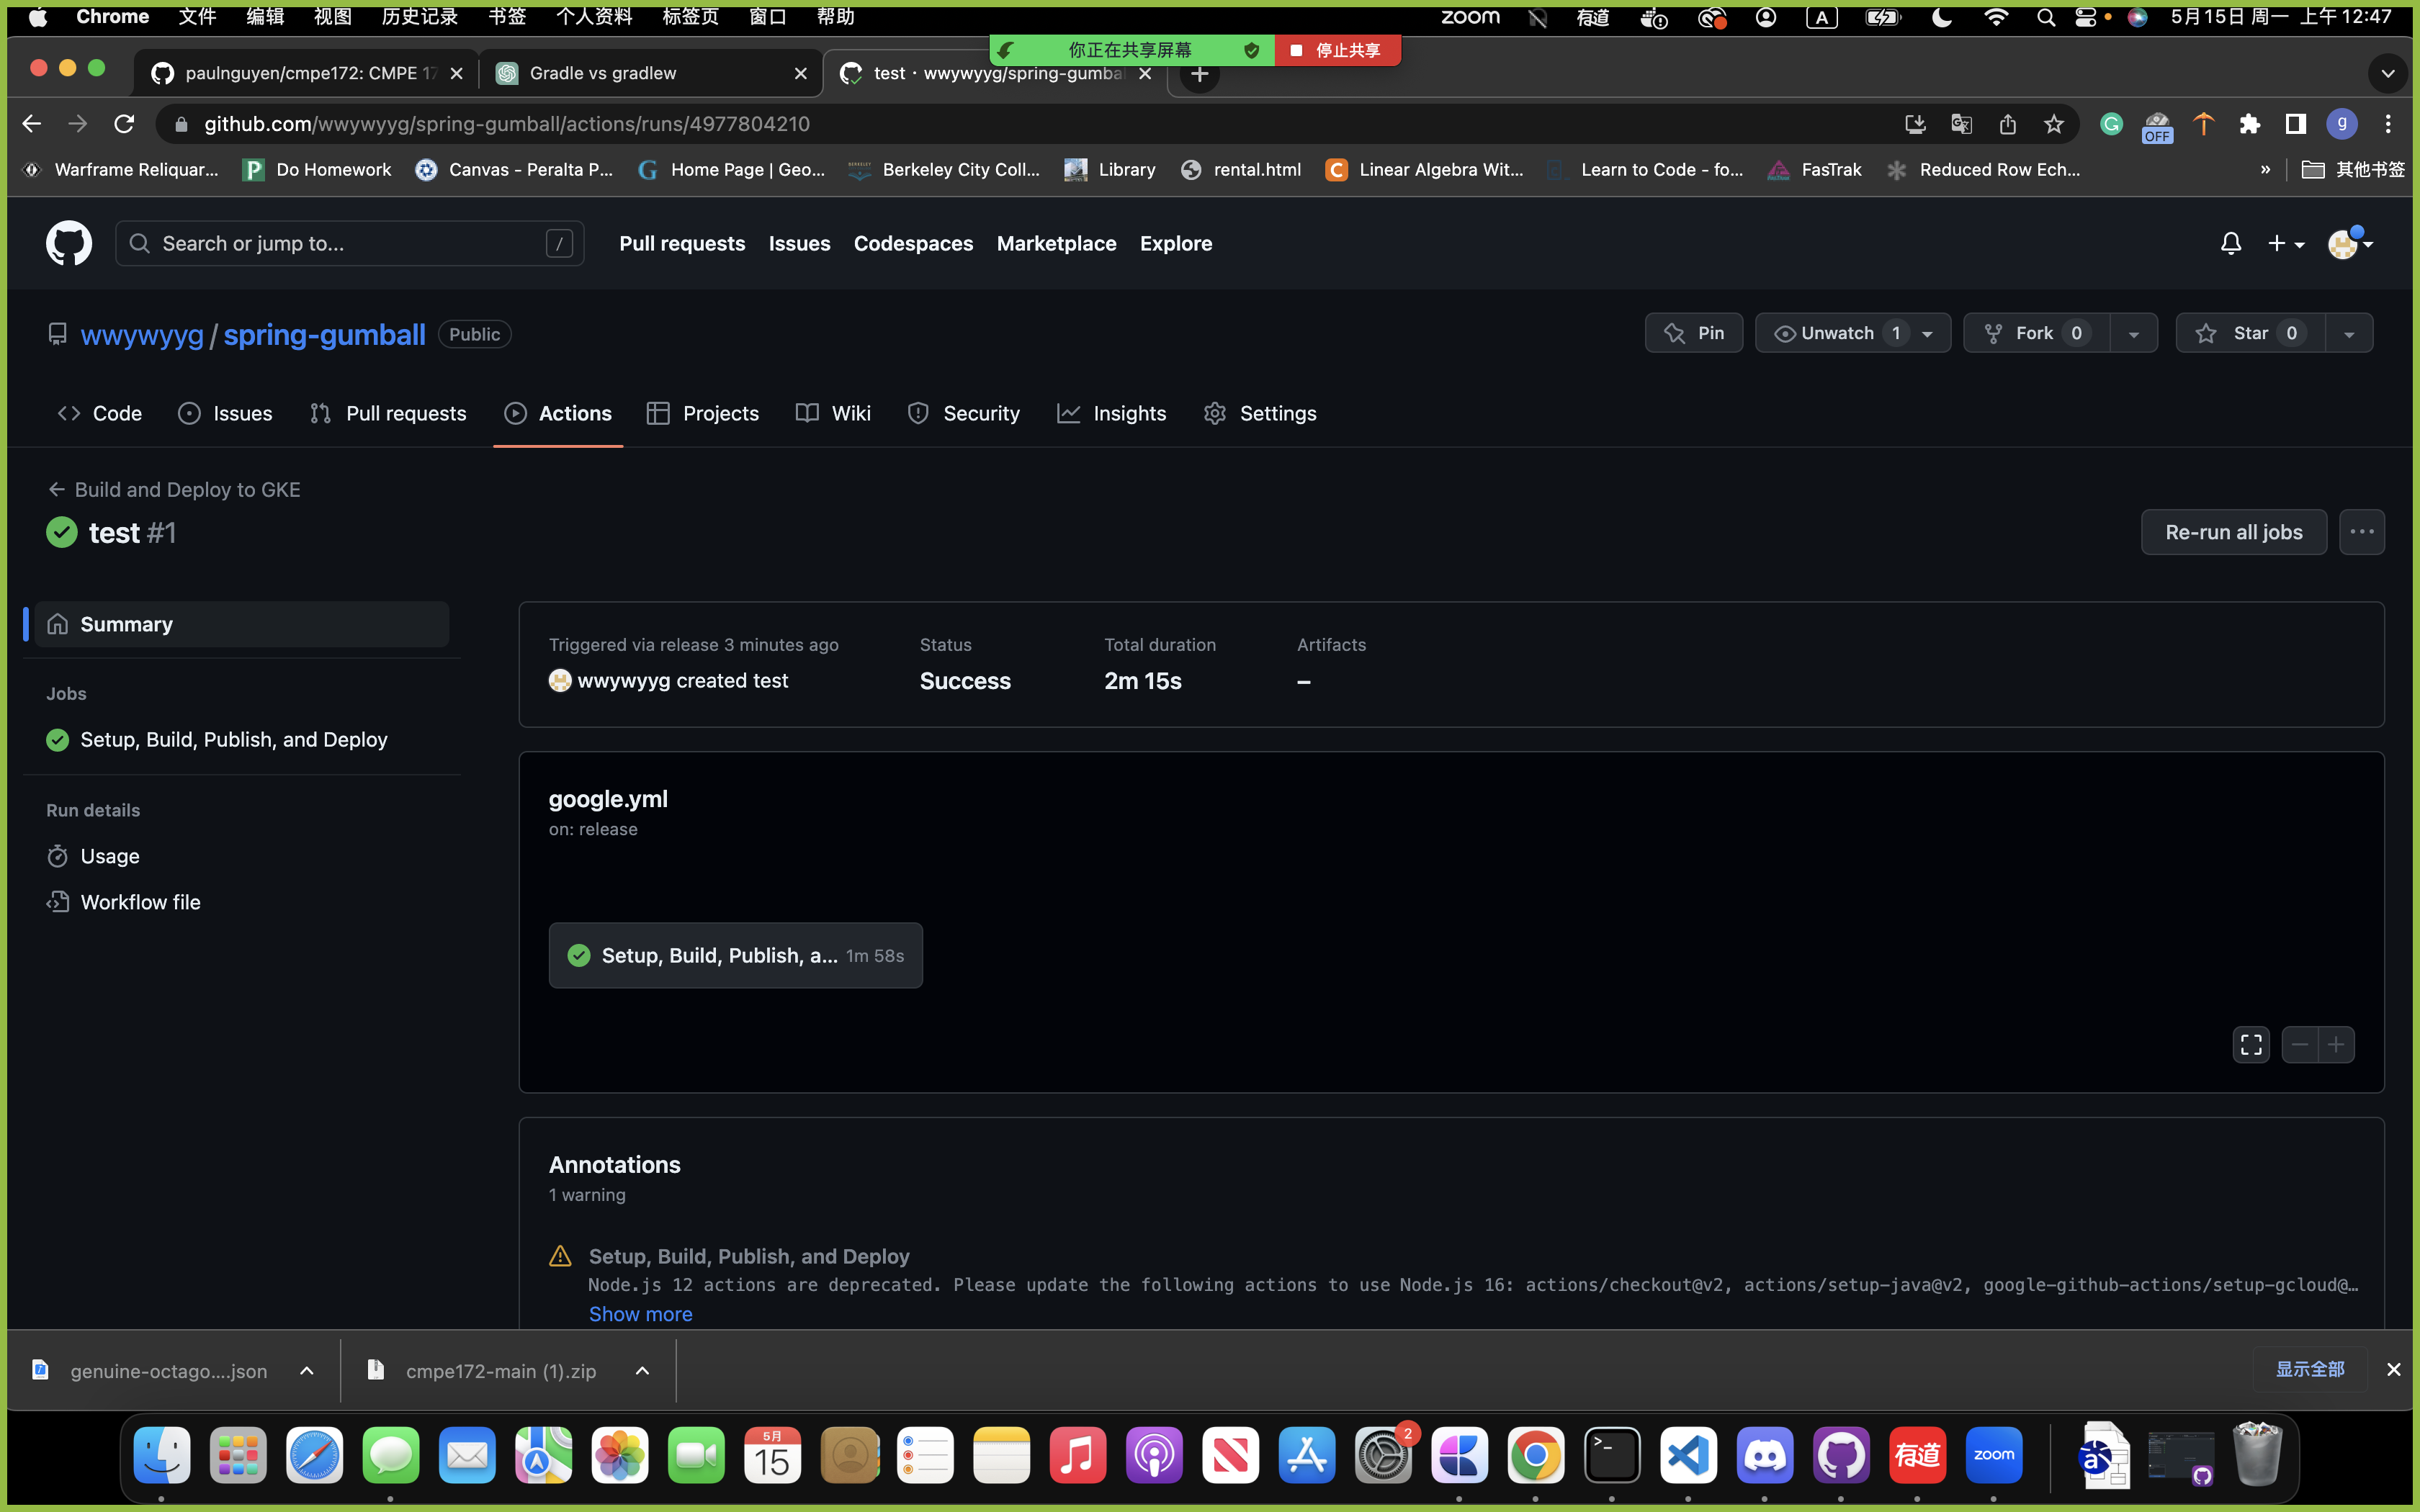 Chrome 文件 编辑 视图 历史记录 书签 个人资料 标签页 窗口 帮助 zoom 有道 A 5月15日 周一 上午 12:47
你正在共享屏幕 停止共享
paulnguyen/cmpe172: CMPE 17 Gradle vs gradlew test · wwywyyg/spring-gumbal
github.com/wwywyyg/spring-gumball/actions/runs/4977804210 OFF g
Warframe Reliquar... Do Homework Canvas - Peralta P... Home Page | Geo... Berkeley City Coll... Library rental.html Linear Algebra Wit... Learn to Code - fo... FasTrak Reduced Row Ech... » 其他书签
Search or jump to... / Pull requests Issues Codespaces Marketplace Explore
wwywyyg / spring-gumball Public Pin Unwatch 1 Fork 0 Star 0
Code Issues Pull requests Actions Projects Wiki Security Insights Settings
Build and Deploy to GKE
test #1 Re-run all jobs
Summary
Jobs
Setup, Build, Publish, and Deploy
Run details
Usage
Workflow file
Triggered via release 3 minutes ago Status Total duration Artifacts
wwywyyg created test Success 2m 15s –
google.yml
on: release
Setup, Build, Publish, a... 1m 58s
Annotations
1 warning
Setup, Build, Publish, and Deploy
Node.js 12 actions are deprecated. Please update the following actions to use Node.js 16: actions/checkout@v2, actions/setup-java@v2, google-github-actions/setup-gcloud@…
Show more
genuine-octago....json cmpe172-main (1).zip 显示全部
5月 15 2 有道 zoom